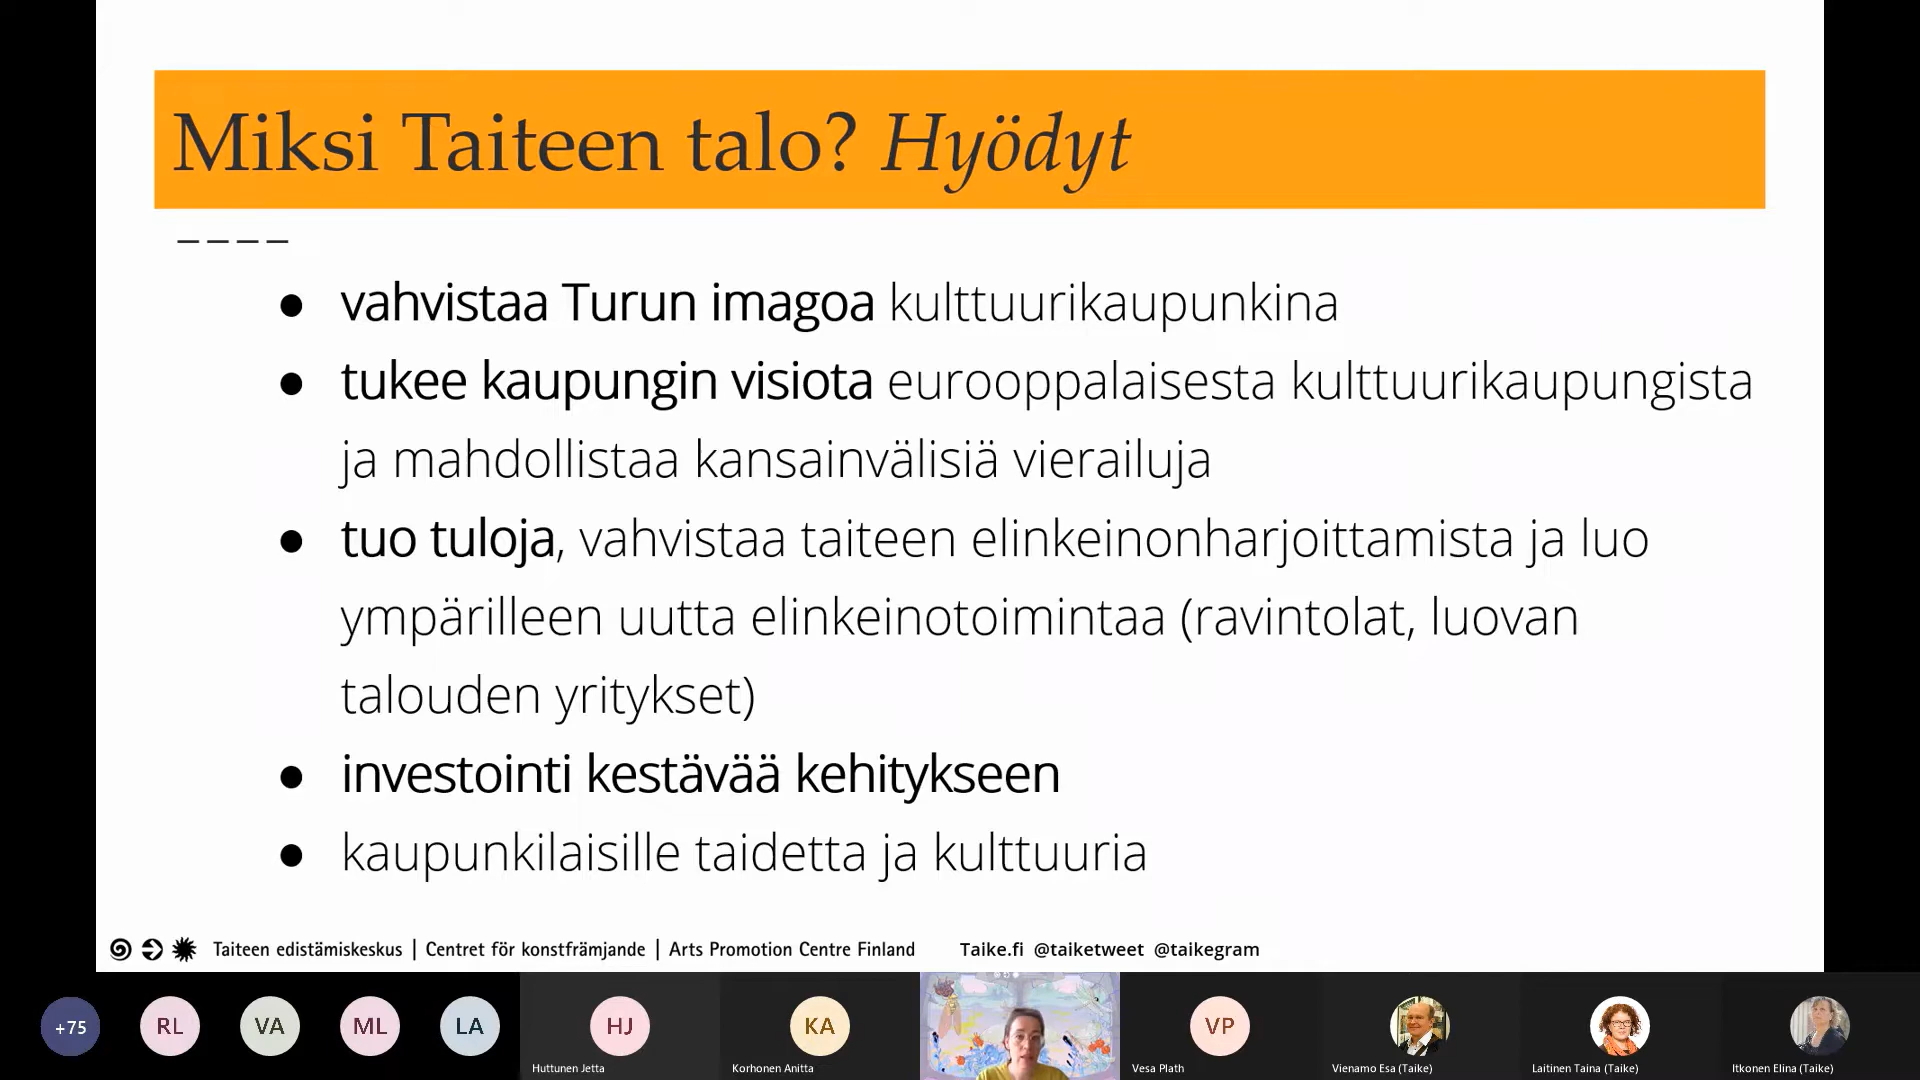 Miksi Taiteen talo? Hyödyt
----
● vahvistaa Turun imagoa kulttuurikaupunkina
● tukee kaupungin visiota eurooppalaisesta kulttuurikaupungista
ja mahdollistaa kansainvälisiä vierailuja
● tuo tuloja, vahvistaa taiteen elinkeinonharjoittamista ja luo
ympärilleen uutta elinkeinotoimintaa (ravintolat, luovan
talouden yritykset)
● investointi kestävää kehitykseen
● kaupunkilaisille taidetta ja kulttuuria
Taiteen edistämiskeskus | Centret för konstfrämjande | Arts Promotion Centre Finland Taike.fi @taiketweet @taikegram
+75 RL VA ML LA HJ KA VP
Huttunen Jetta Korhonen Anitta Vesa Plath Vienamo Esa (Taike) Laitinen Taina (Taike) Itkonen Elina (Taike)